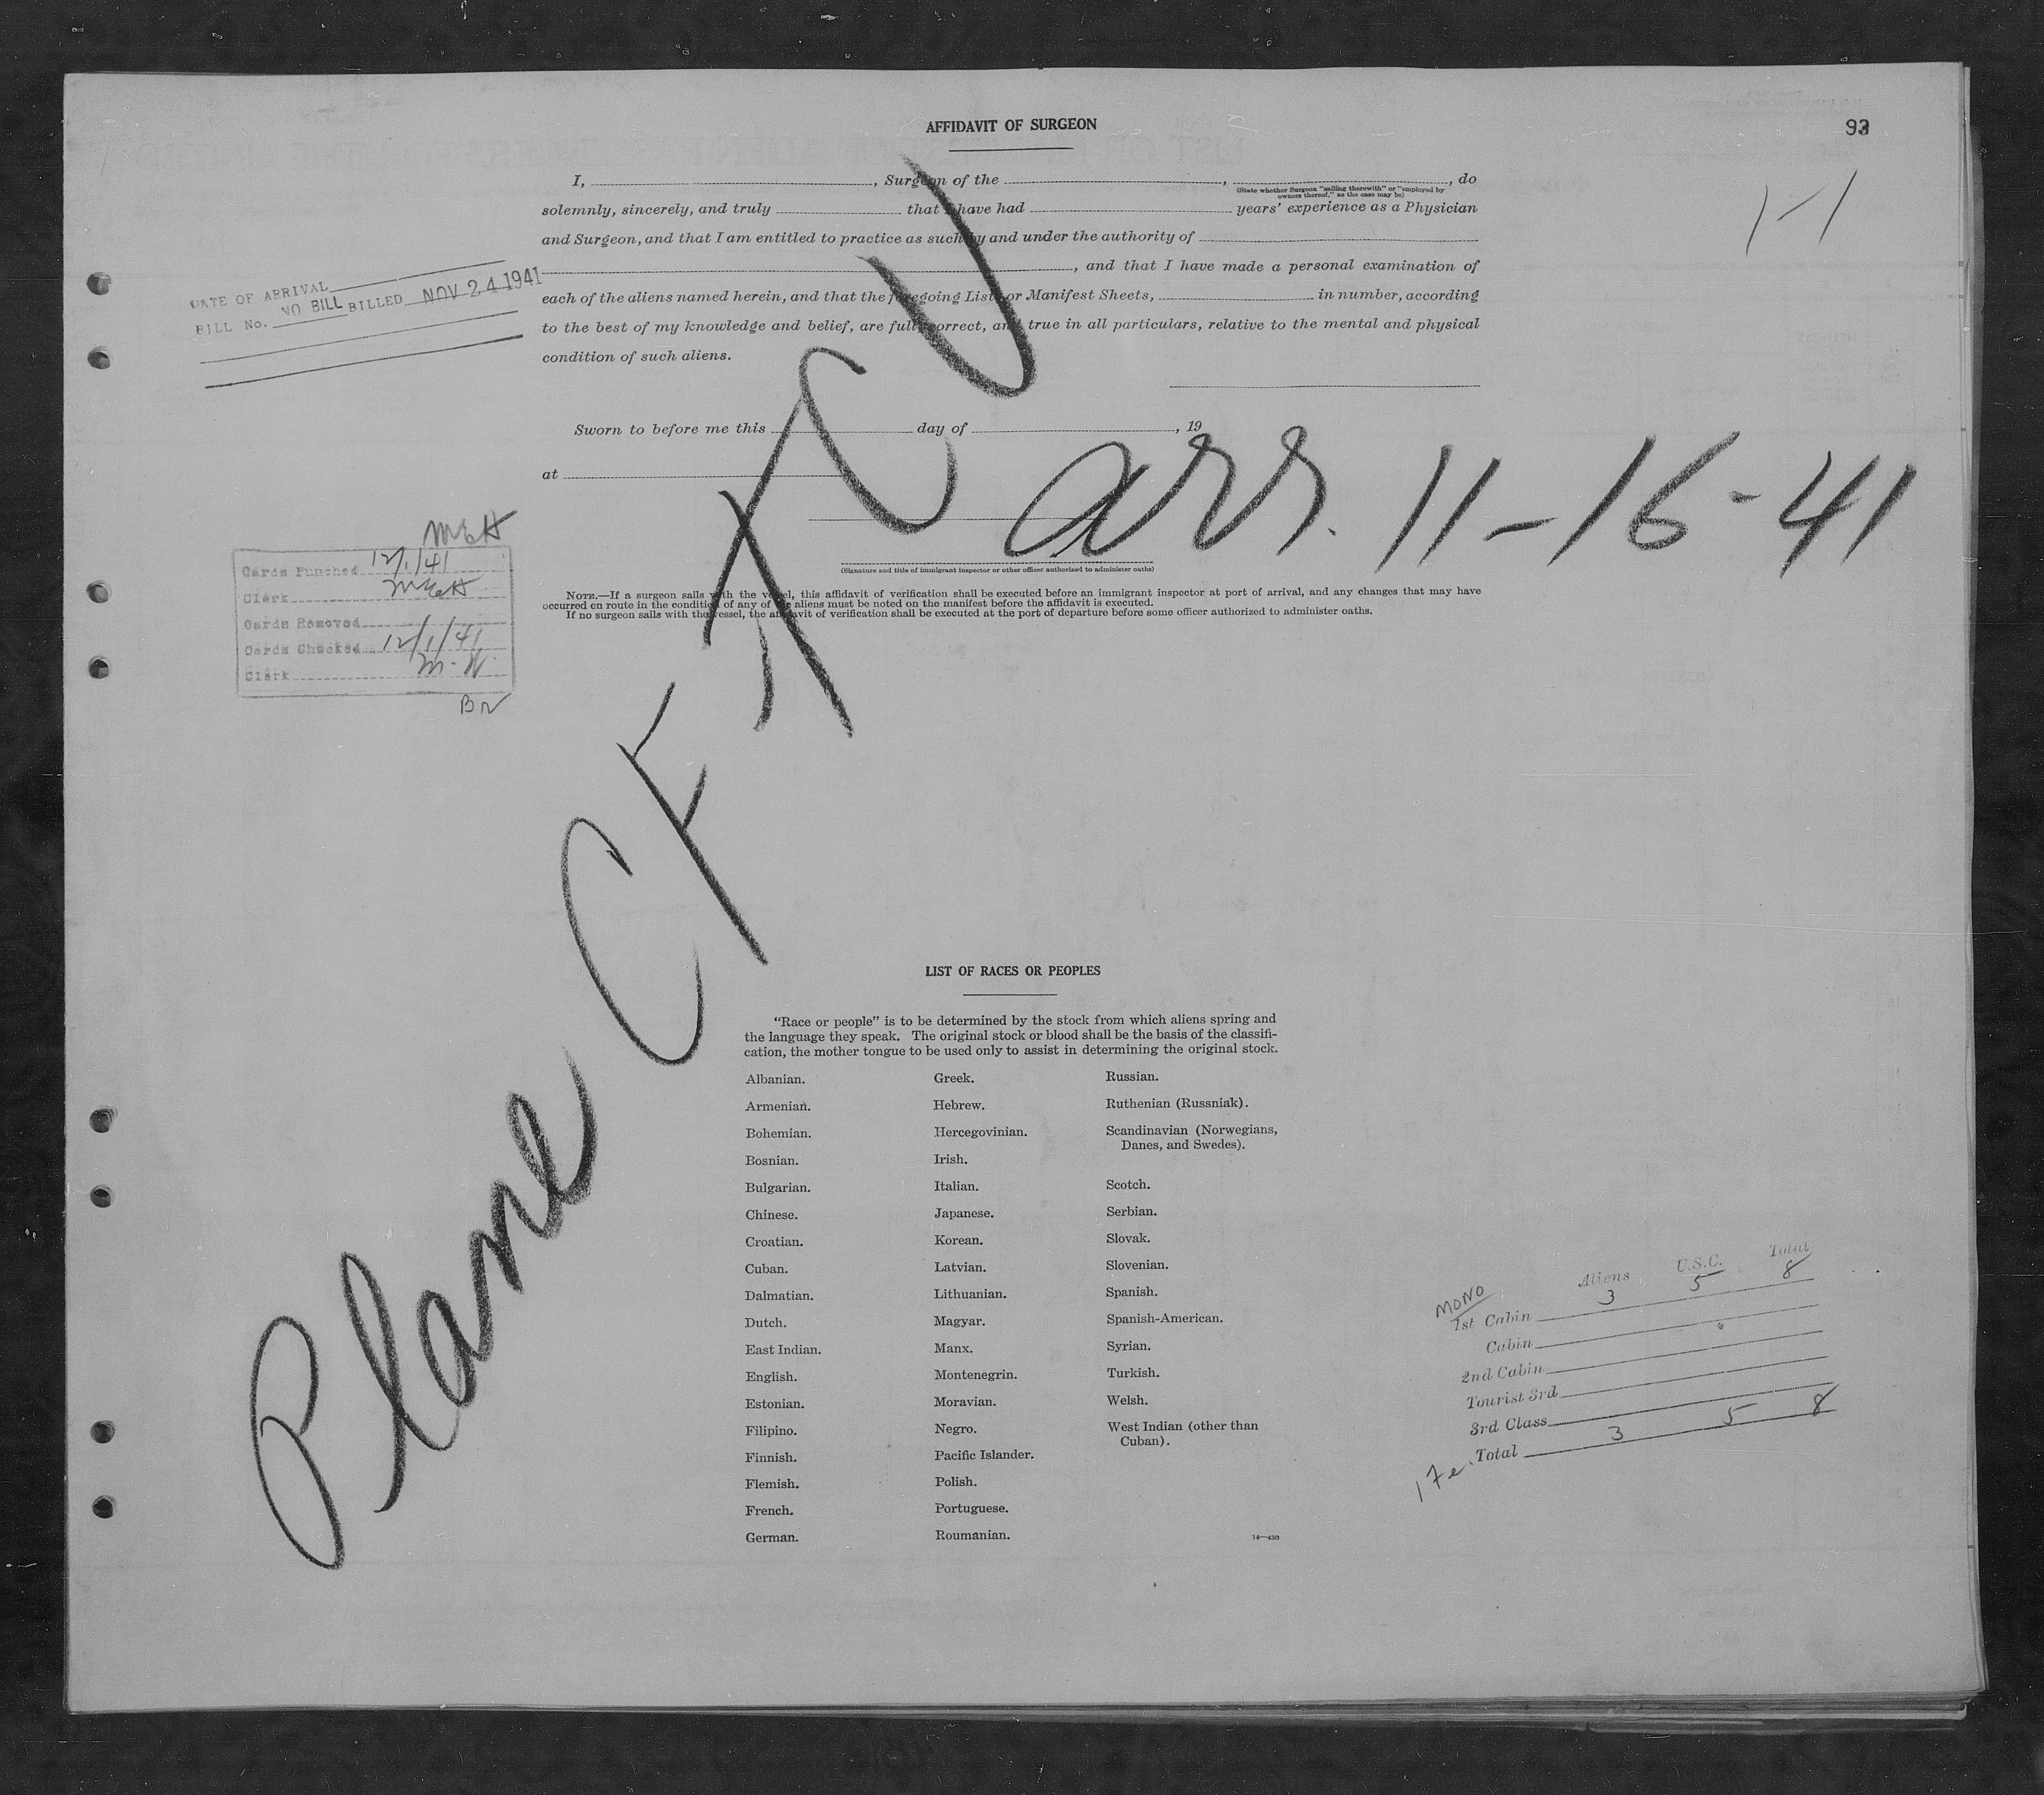 AFFIDAVIT OF SURGEON
93
1-1
I, , Surgeon of the , , do
(State whether Surgeon "sailing therewith" or "employed by owners thereof," as the case may be)
solemnly, sincerely, and truly that I have had years' experience as a Physician
and Surgeon, and that I am entitled to practice as such by and under the authority of
, and that I have made a personal examination of
each of the aliens named herein, and that the foregoing Lists or Manifest Sheets, in number, according
to the best of my knowledge and belief, are full, correct, and true in all particulars, relative to the mental and physical
condition of such aliens.
DATE OF ARRIVAL
BILL No. NO BILL BILLED NOV 24 1941
Sworn to before me this day of , 19
at
arr. 11-16-41
(Signature and title of immigrant inspector or other officer authorized to administer oaths)
NOTE.—If a surgeon sails with the vessel, this affidavit of verification shall be executed before an immigrant inspector at port of arrival, and any changes that may have
occurred en route in the condition of any of the aliens must be noted on the manifest before the affidavit is executed.
If no surgeon sails with the vessel, the affidavit of verification shall be executed at the port of departure before some officer authorized to administer oaths.
Cards Punched 12/1/41
Clerk
Cards Removed
Cards Checked 12/1/41
Clerk
Plane CF, XCU
LIST OF RACES OR PEOPLES
"Race or people" is to be determined by the stock from which aliens spring and
the language they speak. The original stock or blood shall be the basis of the classifi-
cation, the mother tongue to be used only to assist in determining the original stock.
Albanian.
Armenian.
Bohemian.
Bosnian.
Bulgarian.
Chinese.
Croatian.
Cuban.
Dalmatian.
Dutch.
East Indian.
English.
Estonian.
Filipino.
Finnish.
Flemish.
French.
German.
Greek.
Hebrew.
Hercegovinian.
Irish.
Italian.
Japanese.
Korean.
Latvian.
Lithuanian.
Magyar.
Manx.
Montenegrin.
Moravian.
Negro.
Pacific Islander.
Polish.
Portuguese.
Roumanian.
Russian.
Ruthenian (Russniak).
Scandinavian (Norwegians,
Danes, and Swedes).
Scotch.
Serbian.
Slovak.
Slovenian.
Spanish.
Spanish-American.
Syrian.
Turkish.
Welsh.
West Indian (other than
Cuban).
14—430
MONO
Aliens U.S.C. Total
1st Cabin 3 5 8
Cabin
2nd Cabin
Tourist 3rd
3rd Class
Total 3 5 8